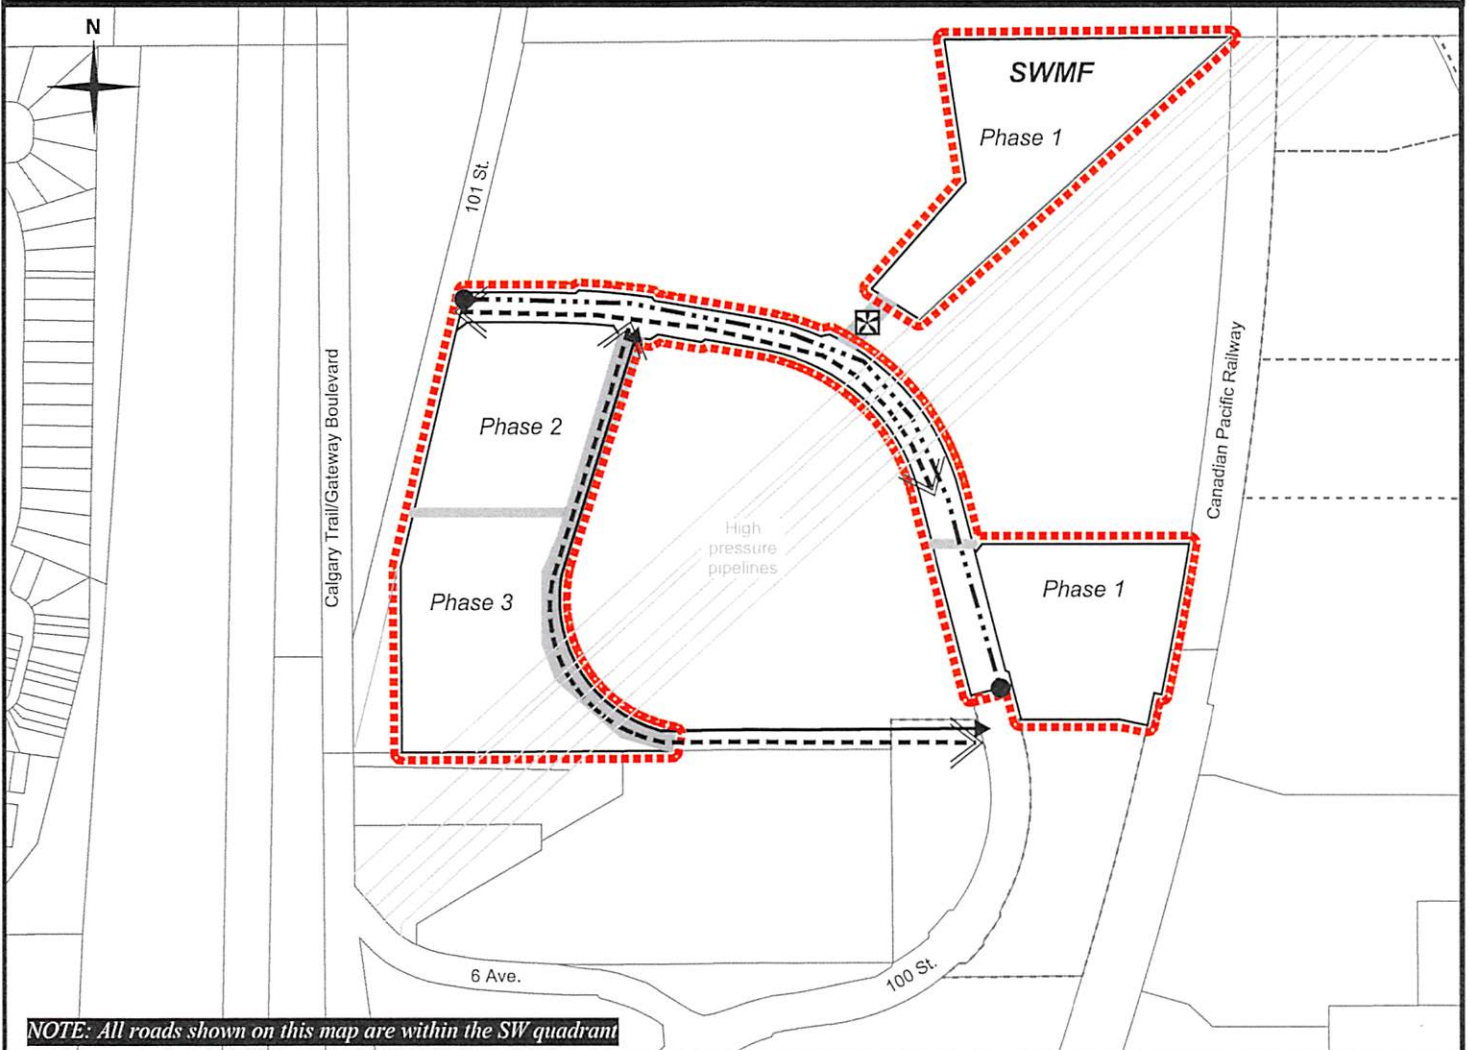 N
SWMF
Phase 1
101 St.
Calgary Trail/Gateway Boulevard
Canadian Pacific Railway
Phase 2
High
pressure
pipelines
Phase 3
Phase 1
6 Ave.
100 St.
NOTE: All roads shown on this map are within the SW quadrant